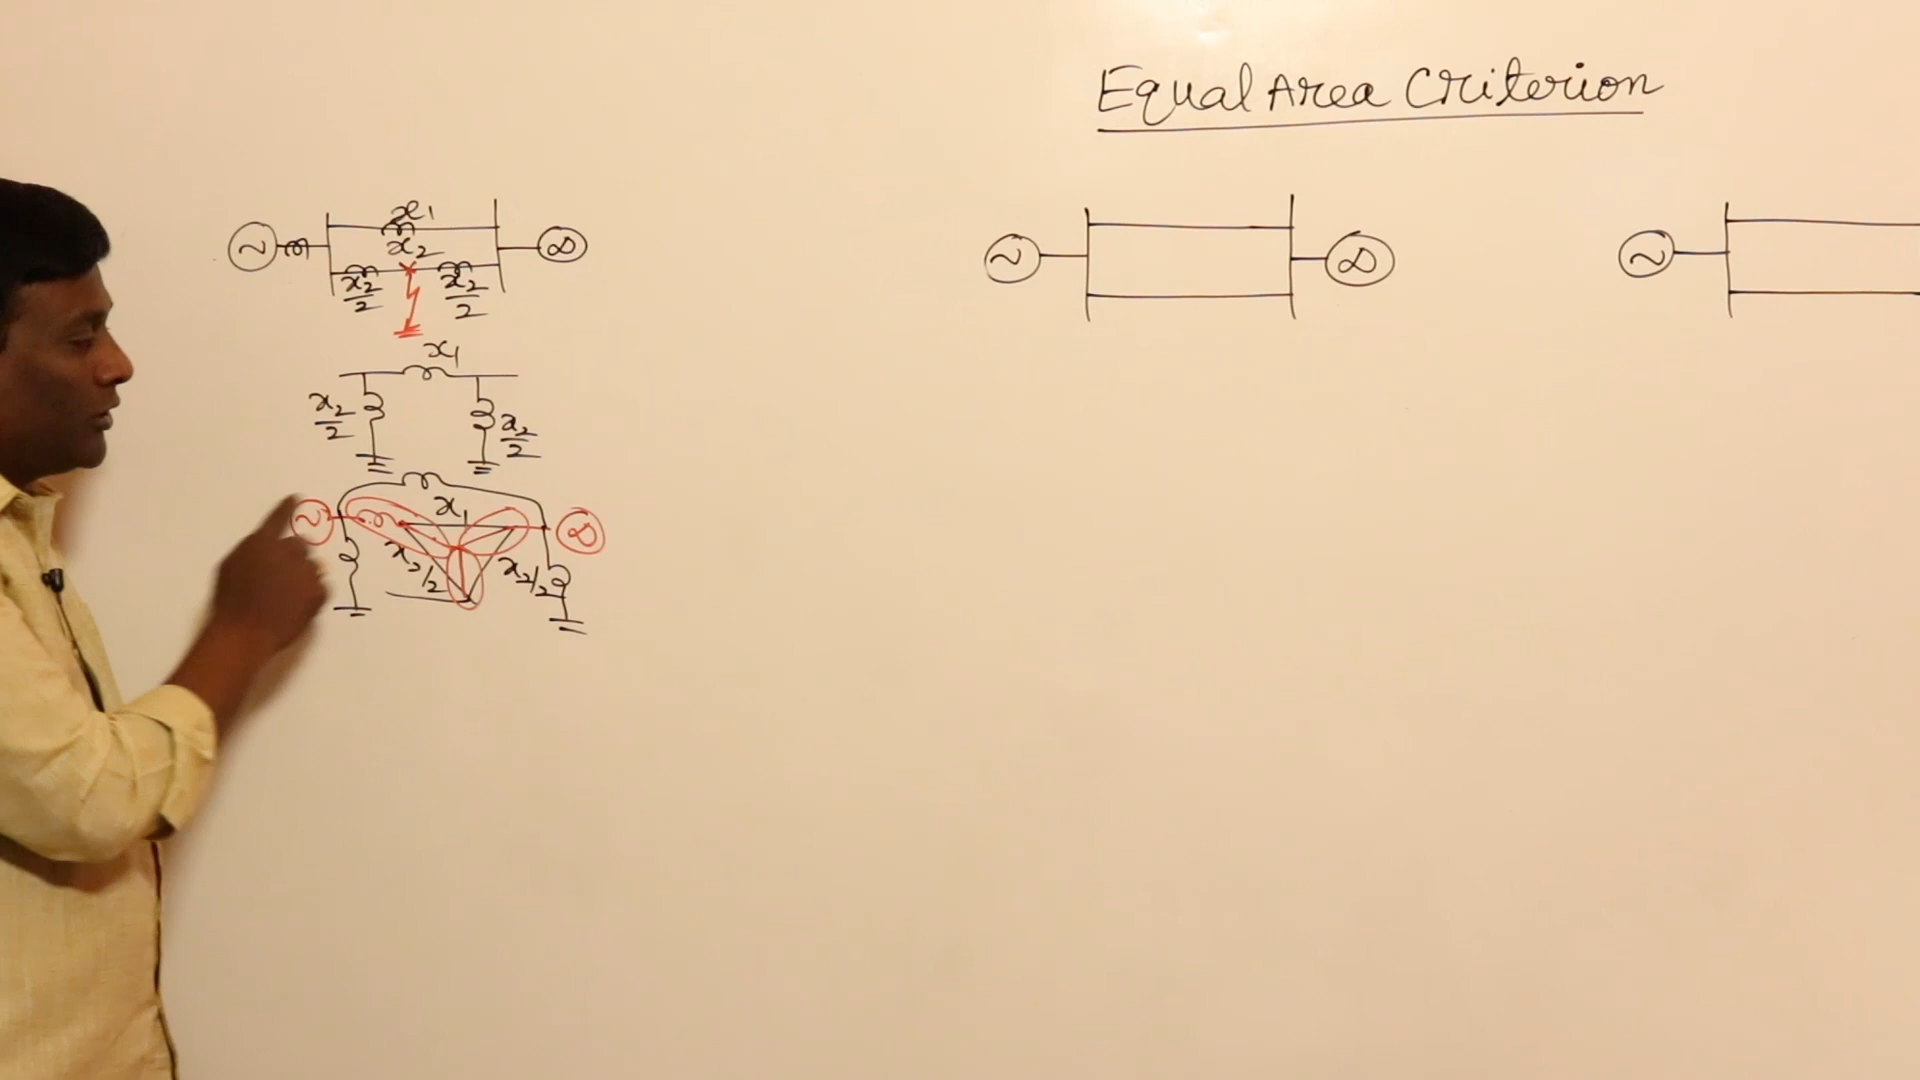 Equal Area Criterion
x₁
~
x₂
∞
x₂/2
x₂/2
~
∞
~
x₁
x₂/2
x₂/2
x₁
~
∞
x₂/2
x₂/2